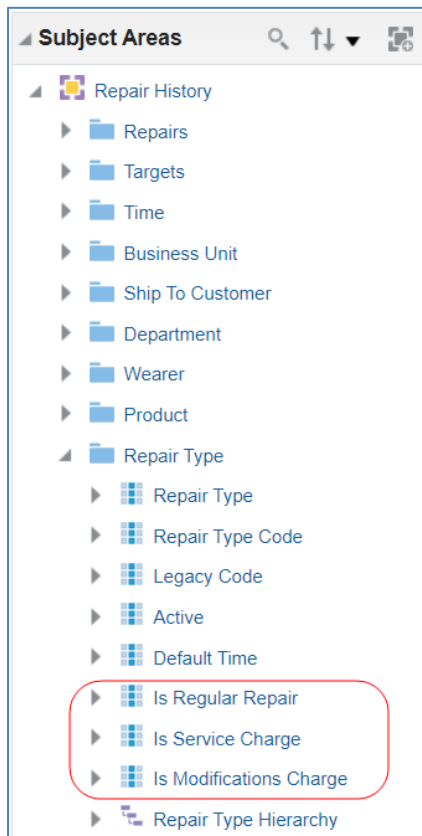 Subject Areas
Repair History
Repairs
Targets
Time
Business Unit
Ship To Customer
Department
Wearer
Product
Repair Type
Repair Type
Repair Type Code
Legacy Code
Active
Default Time
Is Regular Repair
Is Service Charge
Is Modifications Charge
Repair Type Hierarchy